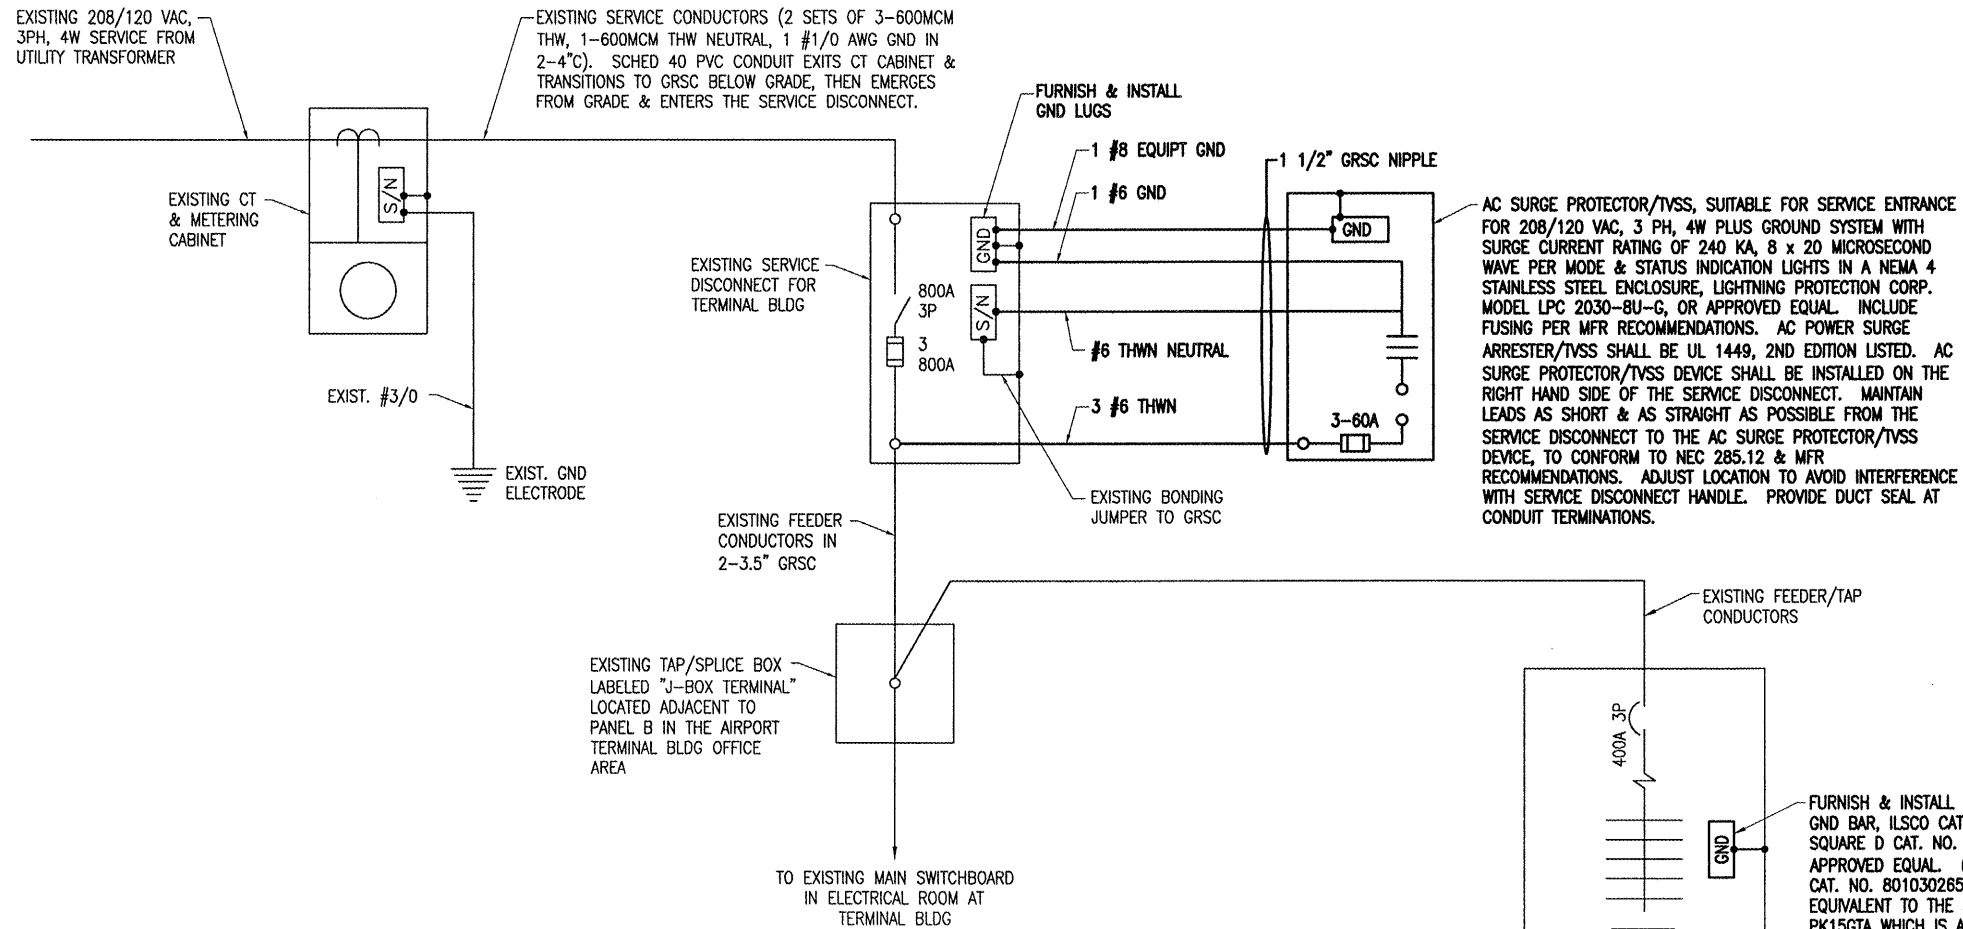 EXISTING 208/120 VAC,
3PH, 4W SERVICE FROM
UTILITY TRANSFORMER
EXISTING SERVICE CONDUCTORS (2 SETS OF 3-600MCM
THW, 1-600MCM THW NEUTRAL, 1 #1/0 AWG GND IN
2-4"C). SCHED 40 PVC CONDUIT EXITS CT CABINET &
TRANSITIONS TO GRSC BELOW GRADE, THEN EMERGES
FROM GRADE & ENTERS THE SERVICE DISCONNECT.
EXISTING CT
& METERING
CABINET
S/N
EXIST. #3/0
EXIST. GND
ELECTRODE
FURNISH & INSTALL
GND LUGS
1 #8 EQUIPT GND
1 #6 GND
1 1/2" GRSC NIPPLE
EXISTING SERVICE
DISCONNECT FOR
TERMINAL BLDG
800A
3P
3
800A
GND
S/N
GND
#6 THWN NEUTRAL
3 #6 THWN
3-60A
EXISTING BONDING
JUMPER TO GRSC
AC SURGE PROTECTOR/TVSS, SUITABLE FOR SERVICE ENTRANCE
FOR 208/120 VAC, 3 PH, 4W PLUS GROUND SYSTEM WITH
SURGE CURRENT RATING OF 240 KA, 8 x 20 MICROSECOND
WAVE PER MODE & STATUS INDICATION LIGHTS IN A NEMA 4
STAINLESS STEEL ENCLOSURE, LIGHTNING PROTECTION CORP.
MODEL LPC 2030-8U-G, OR APPROVED EQUAL. INCLUDE
FUSING PER MFR RECOMMENDATIONS. AC POWER SURGE
ARRESTER/TVSS SHALL BE UL 1449, 2ND EDITION LISTED. AC
SURGE PROTECTOR/TVSS DEVICE SHALL BE INSTALLED ON THE
RIGHT HAND SIDE OF THE SERVICE DISCONNECT. MAINTAIN
LEADS AS SHORT & AS STRAIGHT AS POSSIBLE FROM THE
SERVICE DISCONNECT TO THE AC SURGE PROTECTOR/TVSS
DEVICE, TO CONFORM TO NEC 285.12 & MFR
RECOMMENDATIONS. ADJUST LOCATION TO AVOID INTERFERENCE
WITH SERVICE DISCONNECT HANDLE. PROVIDE DUCT SEAL AT
CONDUIT TERMINATIONS.
EXISTING FEEDER
CONDUCTORS IN
2-3.5" GRSC
EXISTING TAP/SPLICE BOX
LABELED "J-BOX TERMINAL"
LOCATED ADJACENT TO
PANEL B IN THE AIRPORT
TERMINAL BLDG OFFICE
AREA
TO EXISTING MAIN SWITCHBOARD
IN ELECTRICAL ROOM AT
TERMINAL BLDG
EXISTING FEEDER/TAP
CONDUCTORS
400A 3P
GND
FURNISH & INSTALL
GND BAR, ILSCO CAT
SQUARE D CAT. NO.
APPROVED EQUAL. (
CAT. NO. 801030265
EQUIVALENT TO THE
PK15GTA WHICH IS A